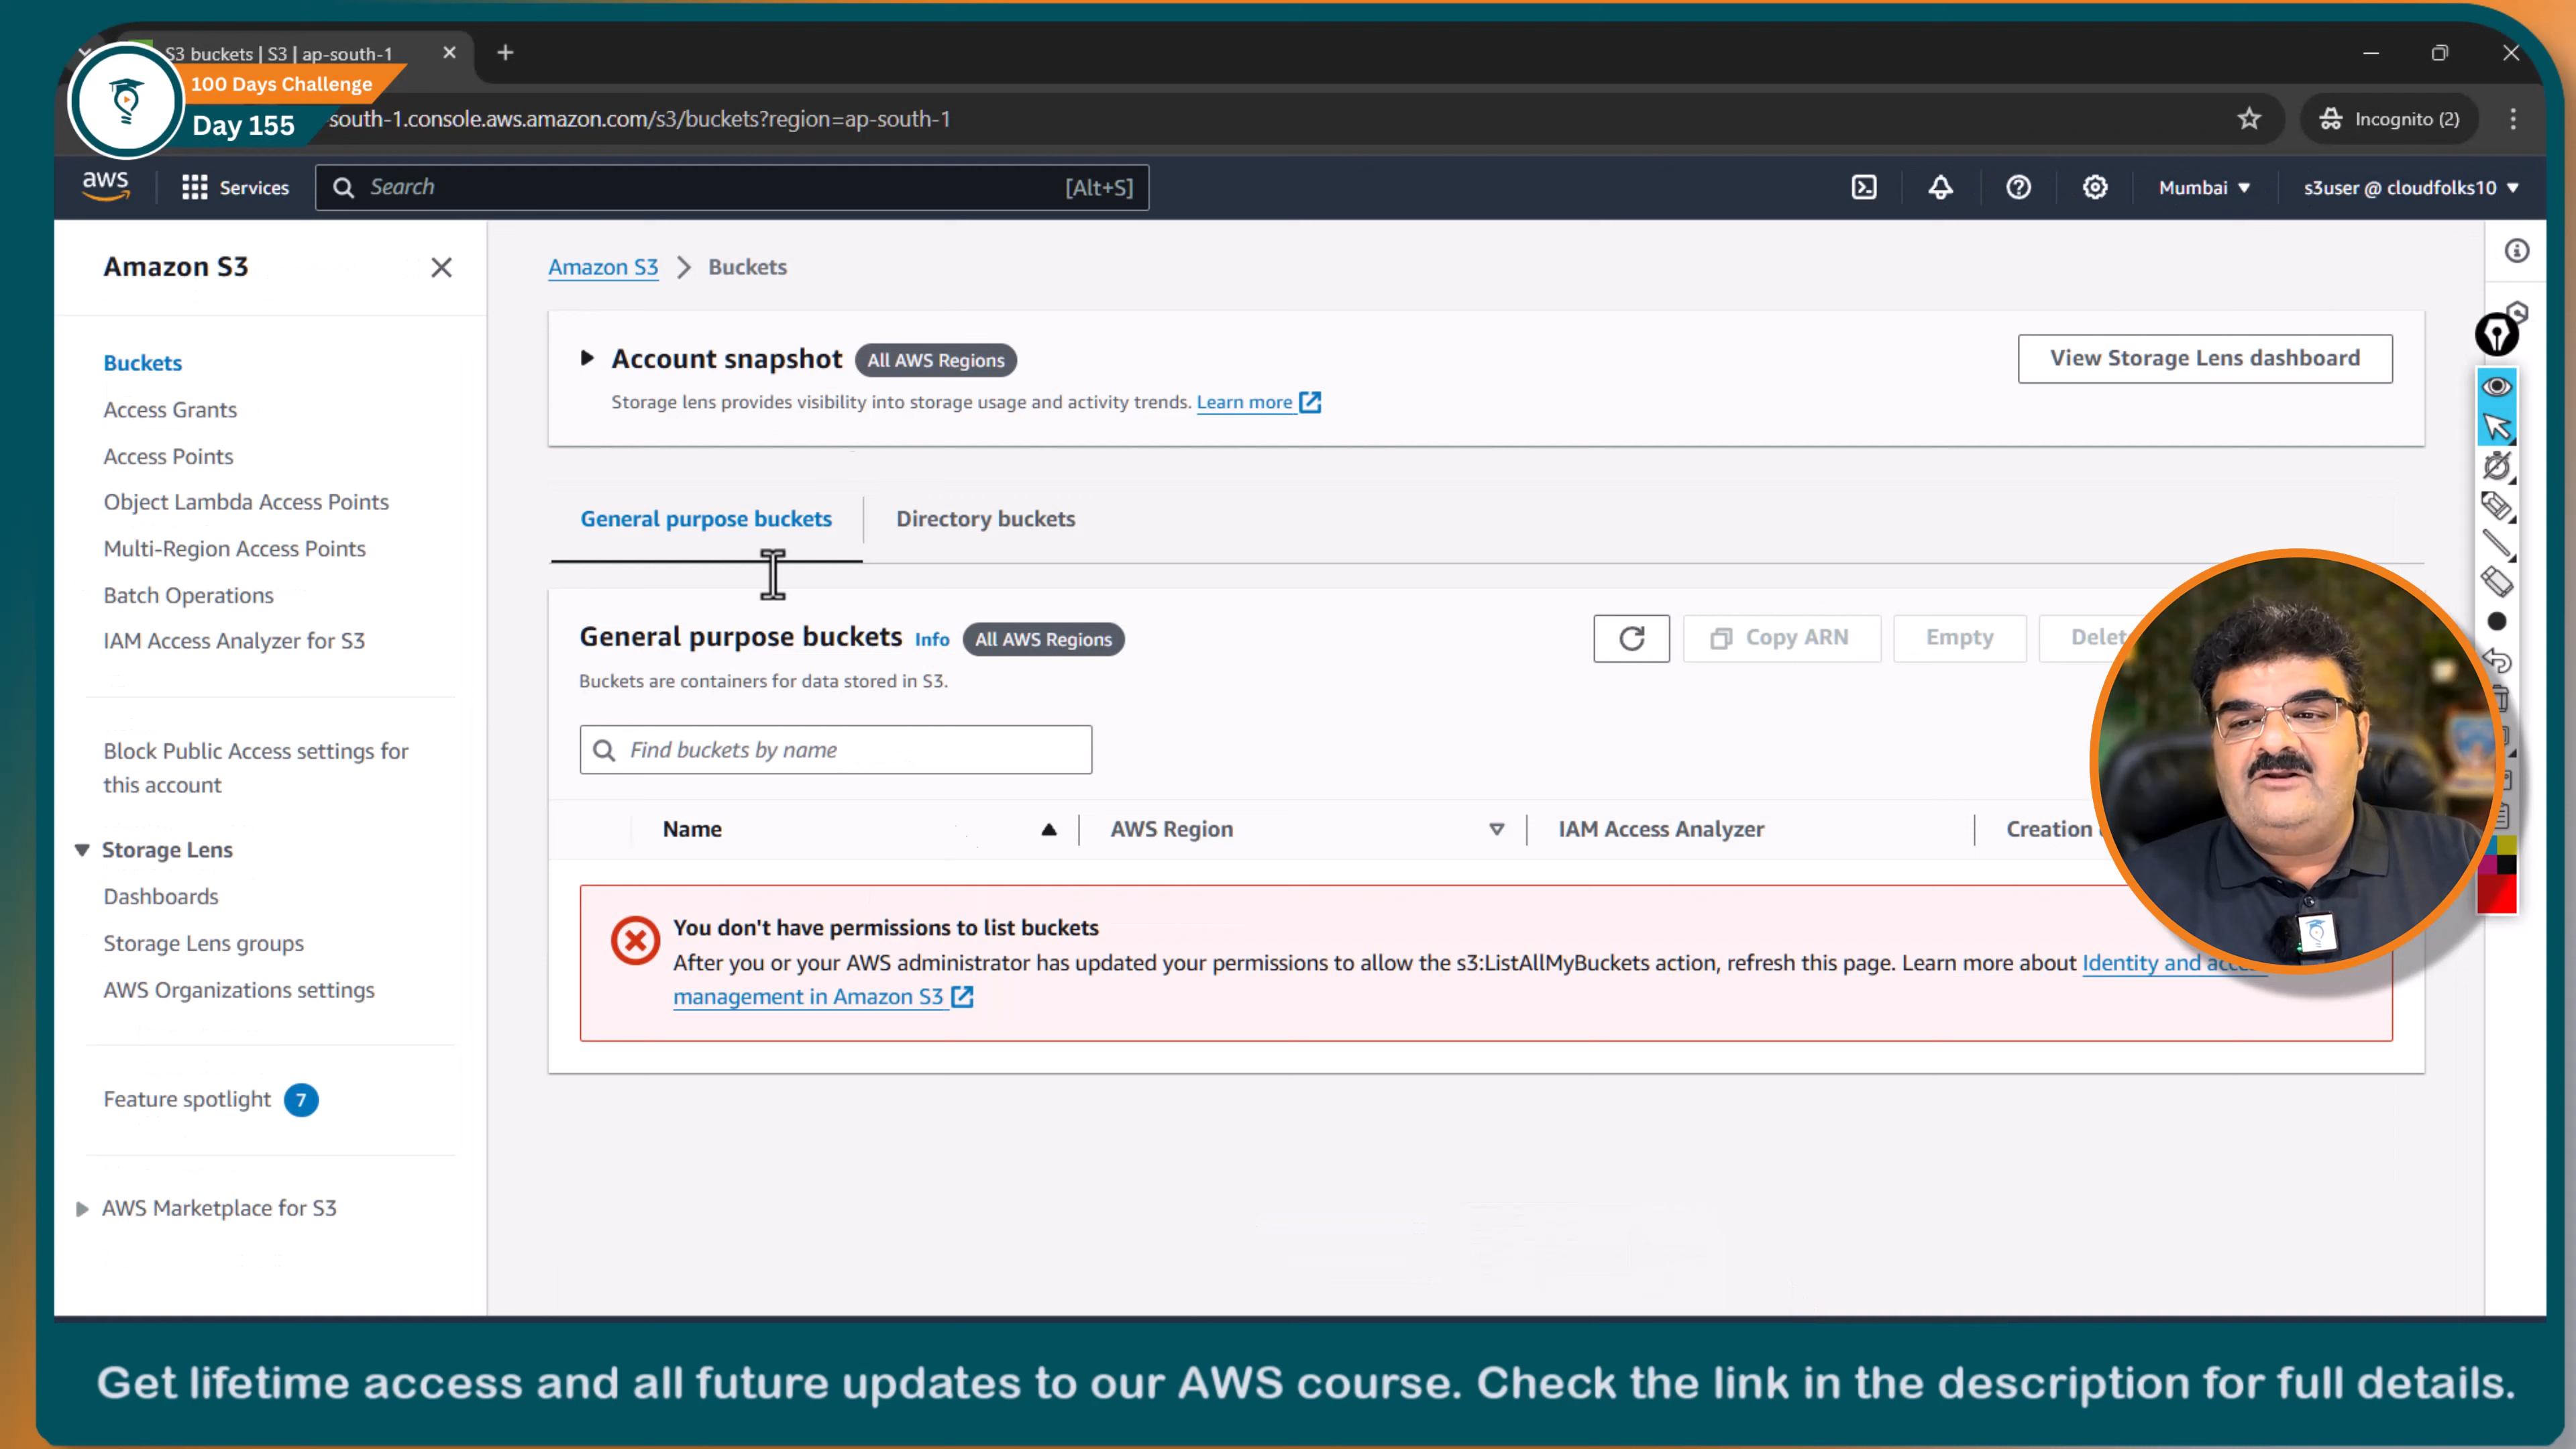 S3 buckets | S3 | ap-south-1
100 Days Challenge
Day 155
-south-1.console.aws.amazon.com/s3/buckets?region=ap-south-1
Incognito (2)
aws
Services
Search
[Alt+S]
Mumbai
s3user @ cloudfolks10
Amazon S3
Buckets
Access Grants
Access Points
Object Lambda Access Points
Multi-Region Access Points
Batch Operations
IAM Access Analyzer for S3
Block Public Access settings for
this account
Storage Lens
Dashboards
Storage Lens groups
AWS Organizations settings
Feature spotlight 7
AWS Marketplace for S3
Amazon S3 > Buckets
Account snapshot All AWS Regions
View Storage Lens dashboard
Storage lens provides visibility into storage usage and activity trends. Learn more
General purpose buckets
Directory buckets
General purpose buckets Info All AWS Regions
Copy ARN
Empty
Delet
Buckets are containers for data stored in S3.
Find buckets by name
Name
AWS Region
IAM Access Analyzer
Creation
You don't have permissions to list buckets
After you or your AWS administrator has updated your permissions to allow the s3:ListAllMyBuckets action, refresh this page. Learn more about Identity and
management in Amazon S3
Get lifetime access and all future updates to our AWS course. Check the link in the description for full details.